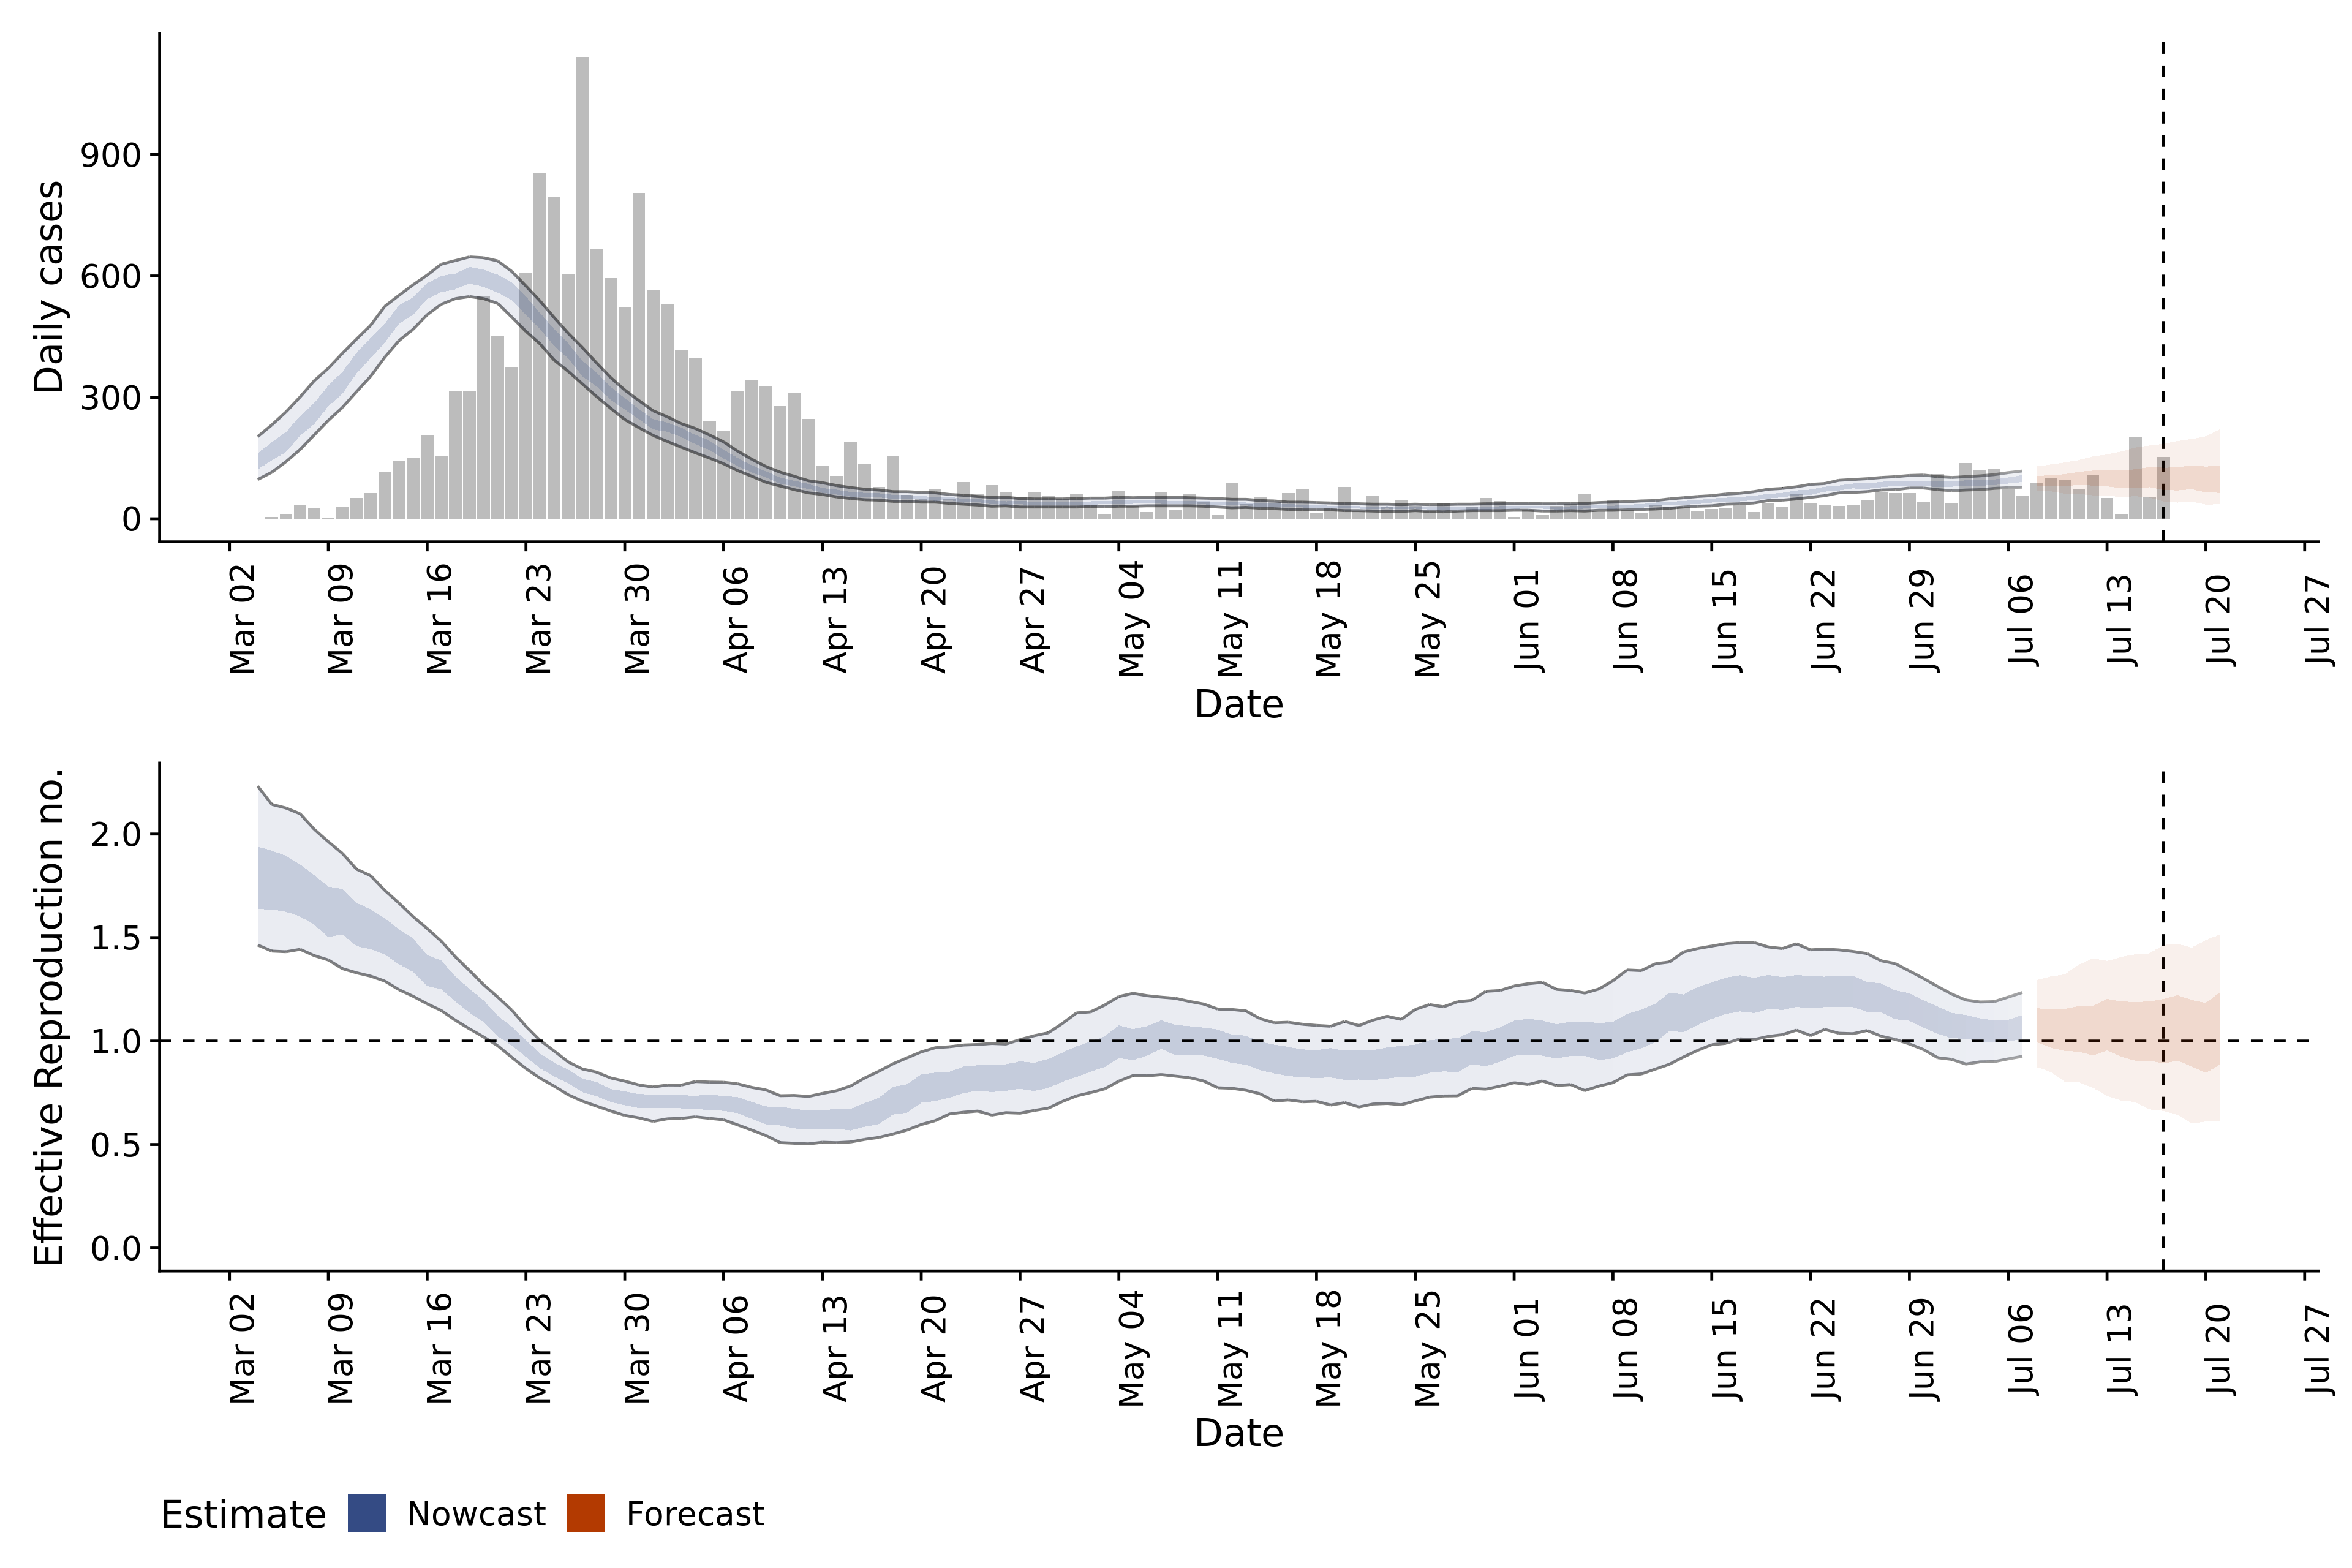 Daily cases
900
600
300
0
Mar 02 Mar 09 Mar 16 Mar 23 Mar 30 Apr 06 Apr 13 Apr 20 Apr 27 May 04 May 11 May 18 May 25 Jun 01 Jun 08 Jun 15 Jun 22 Jun 29 Jul 06 Jul 13 Jul 20 Jul 27
Date
Effective Reproduction no.
2.0
1.5
1.0
0.5
0.0
Mar 02 Mar 09 Mar 16 Mar 23 Mar 30 Apr 06 Apr 13 Apr 20 Apr 27 May 04 May 11 May 18 May 25 Jun 01 Jun 08 Jun 15 Jun 22 Jun 29 Jul 06 Jul 13 Jul 20 Jul 27
Date
Estimate Nowcast Forecast